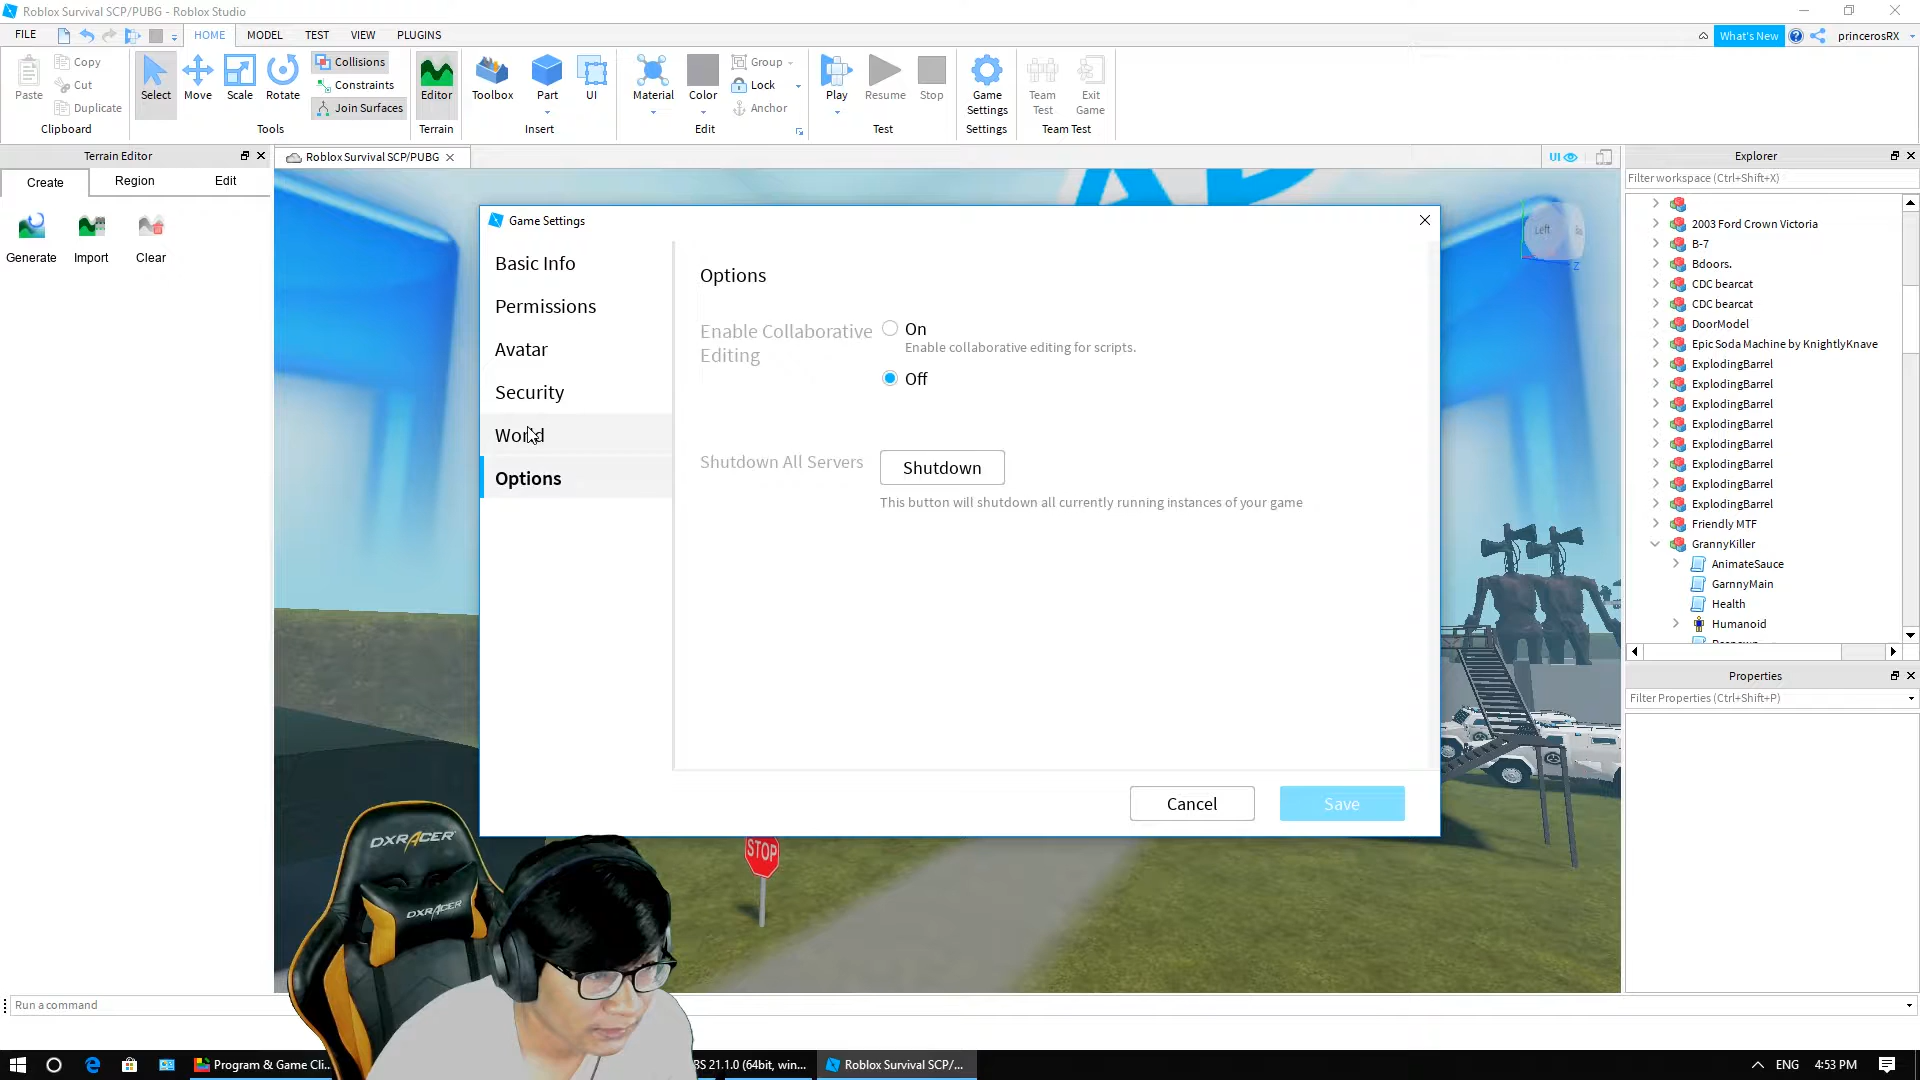 Roblox Survival SCP/PUBG - Roblox Studio
FILE
HOME
MODEL
TEST
VIEW
PLUGINS
What's New
princerosRX
Paste
Copy
Cut
Duplicate
Clipboard
Select
Move
Scale
Rotate
Collisions
Constraints
Join Surfaces
Tools
Editor
Terrain
Toolbox
Part
UI
Insert
Material
Color
Group
Lock
Anchor
Edit
Play
Resume
Stop
Test
Game Settings
Settings
Team Test
Exit Game
Team Test
Terrain Editor
Create
Region
Edit
Generate
Import
Clear
Roblox Survival SCP/PUBG
UI
Left
Z
Game Settings
Basic Info
Permissions
Avatar
Security
World
Options
Options
Enable Collaborative
Editing
On
Enable collaborative editing for scripts.
Off
Shutdown All Servers
Shutdown
This button will shutdown all currently running instances of your game
Cancel
Save
Explorer
Filter workspace (Ctrl+Shift+X)
2003 Ford Crown Victoria
B-7
Bdoors.
CDC bearcat
CDC bearcat
DoorModel
Epic Soda Machine by KnightlyKnave
ExplodingBarrel
ExplodingBarrel
ExplodingBarrel
ExplodingBarrel
ExplodingBarrel
ExplodingBarrel
ExplodingBarrel
ExplodingBarrel
Friendly MTF
GrannyKiller
AnimateSauce
GarnnyMain
Health
Humanoid
Properties
Filter Properties (Ctrl+Shift+P)
STOP
DXRACER
DXRACER
Run a command
Program & Game Cli...
BS 21.1.0 (64bit, win...
Roblox Survival SCP/...
ENG
4:53 PM